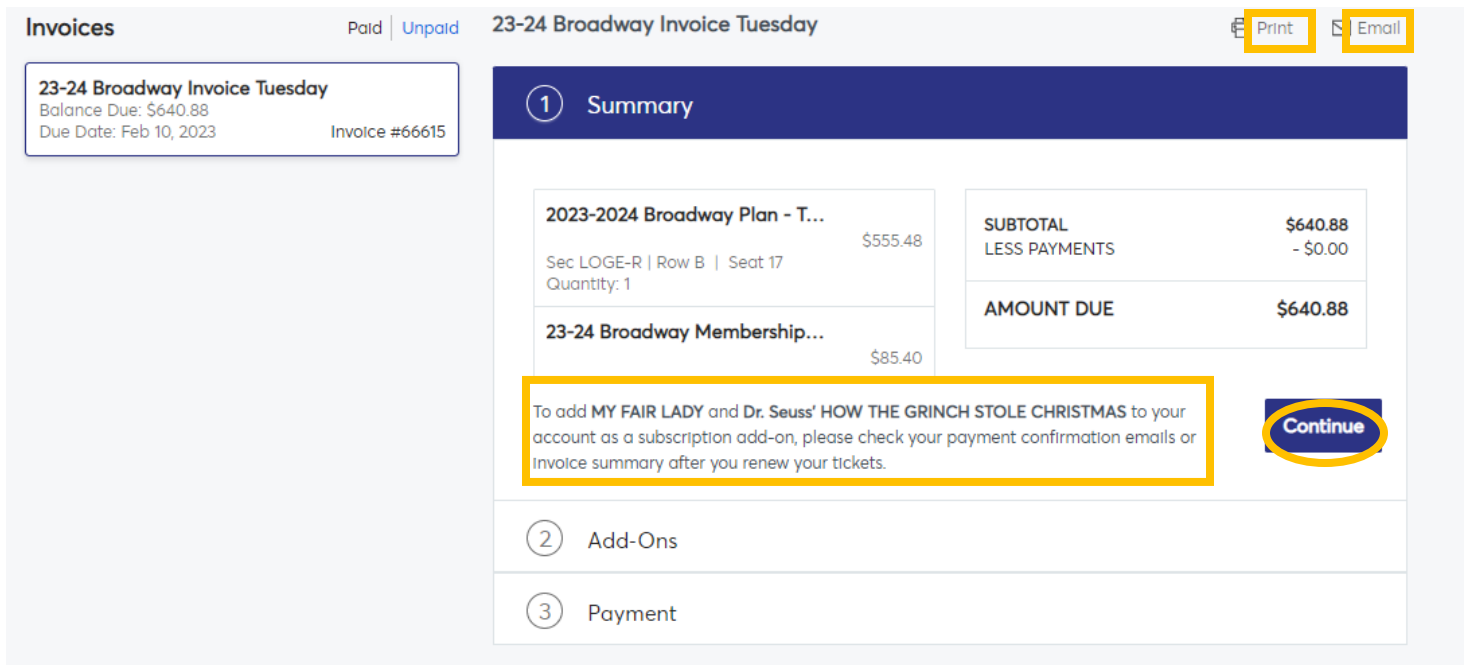 Invoices
Paid | Unpaid
23-24 Broadway Invoice Tuesday
Print
Email
23-24 Broadway Invoice Tuesday
Balance Due: $640.88
Due Date: Feb 10, 2023
Invoice #66615
1 Summary
2023-2024 Broadway Plan - T...
$555.48
Sec LOGE-R | Row B | Seat 17
Quantity: 1
23-24 Broadway Membership...
$85.40
SUBTOTAL $640.88
LESS PAYMENTS - $0.00
AMOUNT DUE $640.88
To add MY FAIR LADY and Dr. Seuss' HOW THE GRINCH STOLE CHRISTMAS to your
account as a subscription add-on, please check your payment confirmation emails or
invoice summary after you renew your tickets.
Continue
2 Add-Ons
3 Payment